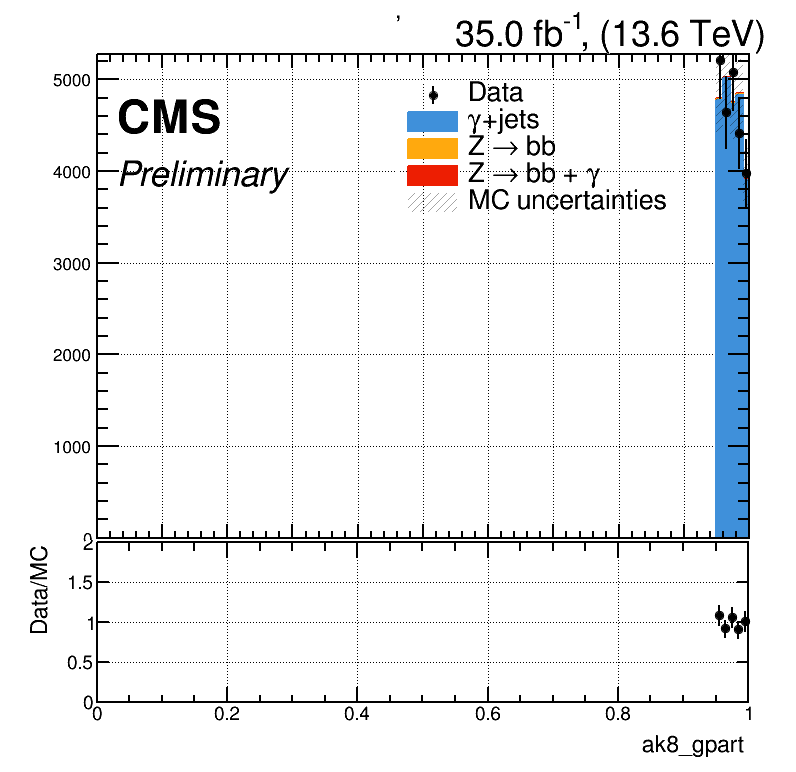 ,
35.0 fb-1, (13.6 TeV)
5000
4000
3000
2000
1000
0
CMS
Preliminary
Data
γ+jets
Z → bb
Z → bb + γ
MC uncertainties
Data/MC
2
1.5
1
0.5
0
0 0.2 0.4 0.6 0.8 1
ak8_gpart